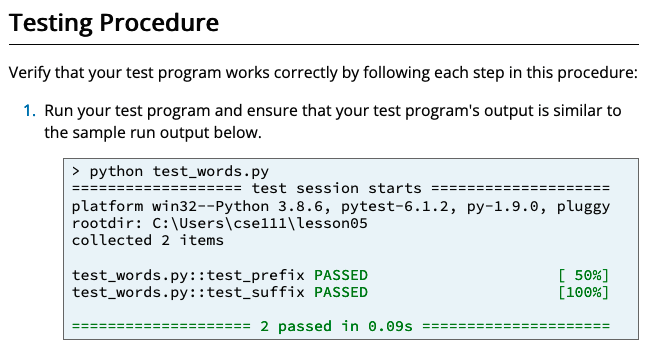 Testing Procedure
Verify that your test program works correctly by following each step in this procedure:
1. Run your test program and ensure that your test program's output is similar to
the sample run output below.
> python test_words.py
=================== test session starts ====================
platform win32--Python 3.8.6, pytest-6.1.2, py-1.9.0, pluggy
rootdir: C:\Users\cse111\lesson05
collected 2 items
test_words.py::test_prefix PASSED [ 50%]
test_words.py::test_suffix PASSED [100%]
==================== 2 passed in 0.09s =====================